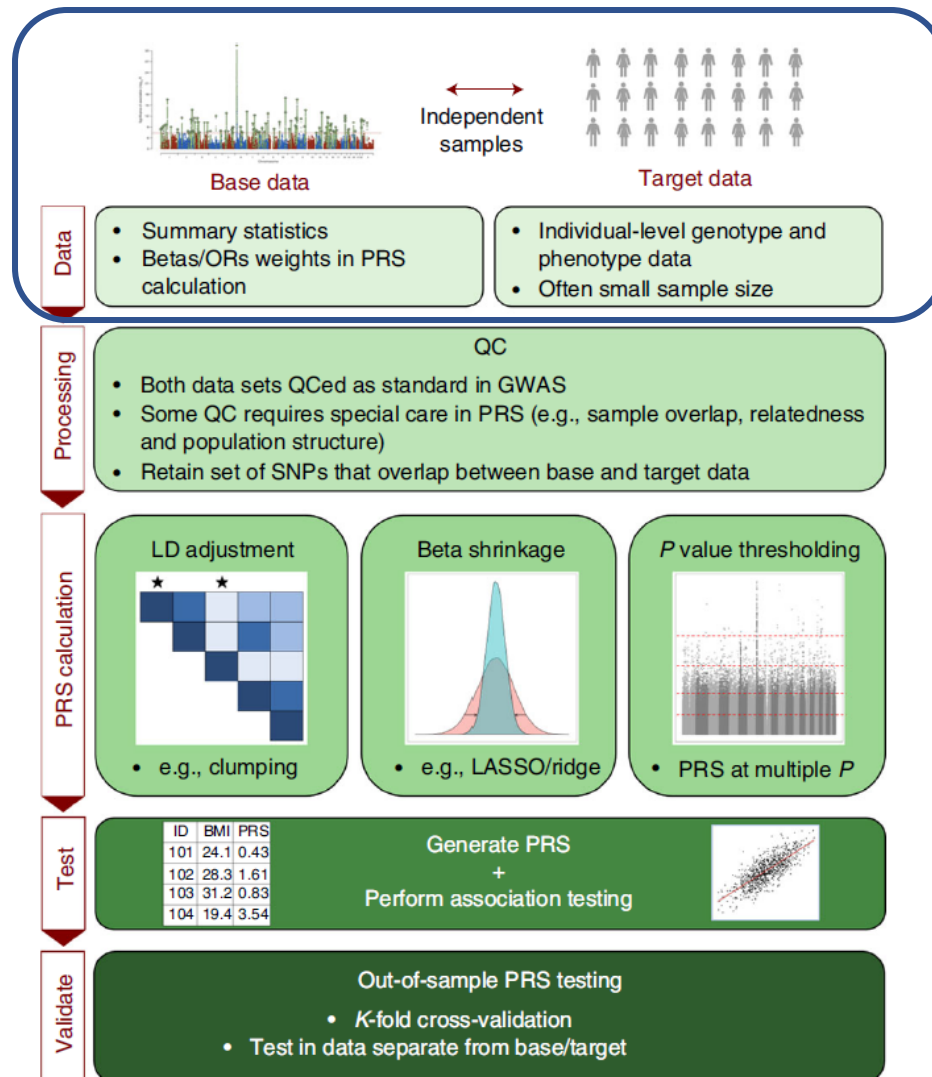 Independent
samples
Base data
Target data
Data
• Summary statistics
• Betas/ORs weights in PRS
calculation
• Individual-level genotype and
phenotype data
• Often small sample size
Processing
QC
• Both data sets QCed as standard in GWAS
• Some QC requires special care in PRS (e.g., sample overlap, relatedness
and population structure)
• Retain set of SNPs that overlap between base and target data
PRS calculation
LD adjustment
• e.g., clumping
Beta shrinkage
• e.g., LASSO/ridge
P value thresholding
• PRS at multiple P
Test
ID BMI PRS
101 24.1 0.43
102 28.3 1.61
103 31.2 0.83
104 19.4 3.54
Generate PRS
+
Perform association testing
Validate
Out-of-sample PRS testing
• K-fold cross-validation
• Test in data separate from base/target